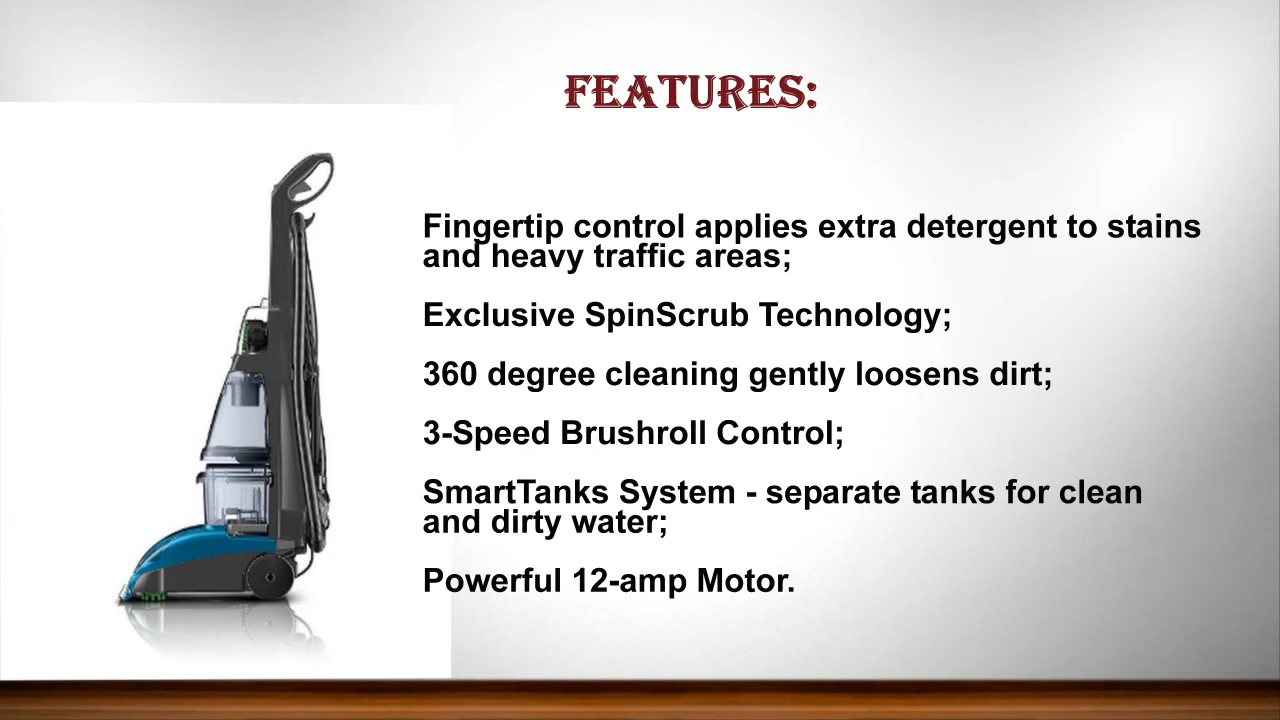 FEATURES:
Fingertip control applies extra detergent to stains
and heavy traffic areas;
Exclusive SpinScrub Technology;
360 degree cleaning gently loosens dirt;
3-Speed Brushroll Control;
SmartTanks System - separate tanks for clean
and dirty water;
Powerful 12-amp Motor.